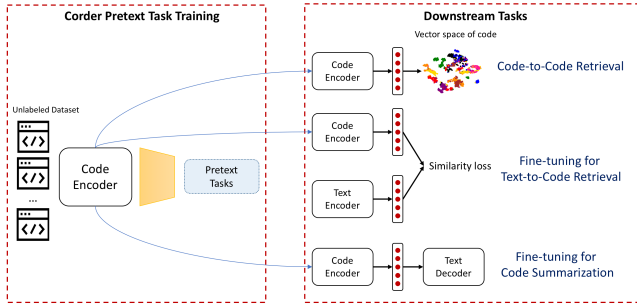 Corder Pretext Task Training
Unlabeled Dataset
</>
</>
...
</>
Code
Encoder
Pretext
Tasks
Downstream Tasks
Vector space of code
Code
Encoder
Code-to-Code Retrieval
Code
Encoder
Text
Encoder
Similarity loss
Fine-tuning for
Text-to-Code Retrieval
Code
Encoder
Text
Decoder
Fine-tuning for
Code Summarization